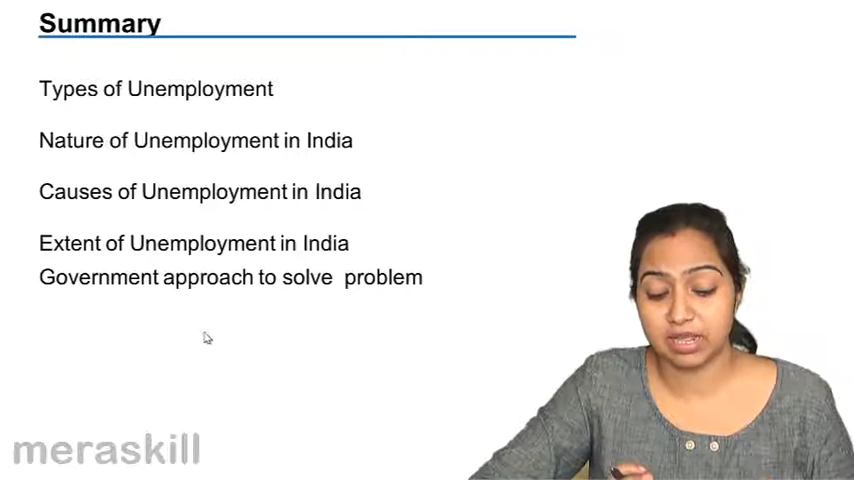 Summary
Types of Unemployment
Nature of Unemployment in India
Causes of Unemployment in India
Extent of Unemployment in India
Government approach to solve problem
meraskill